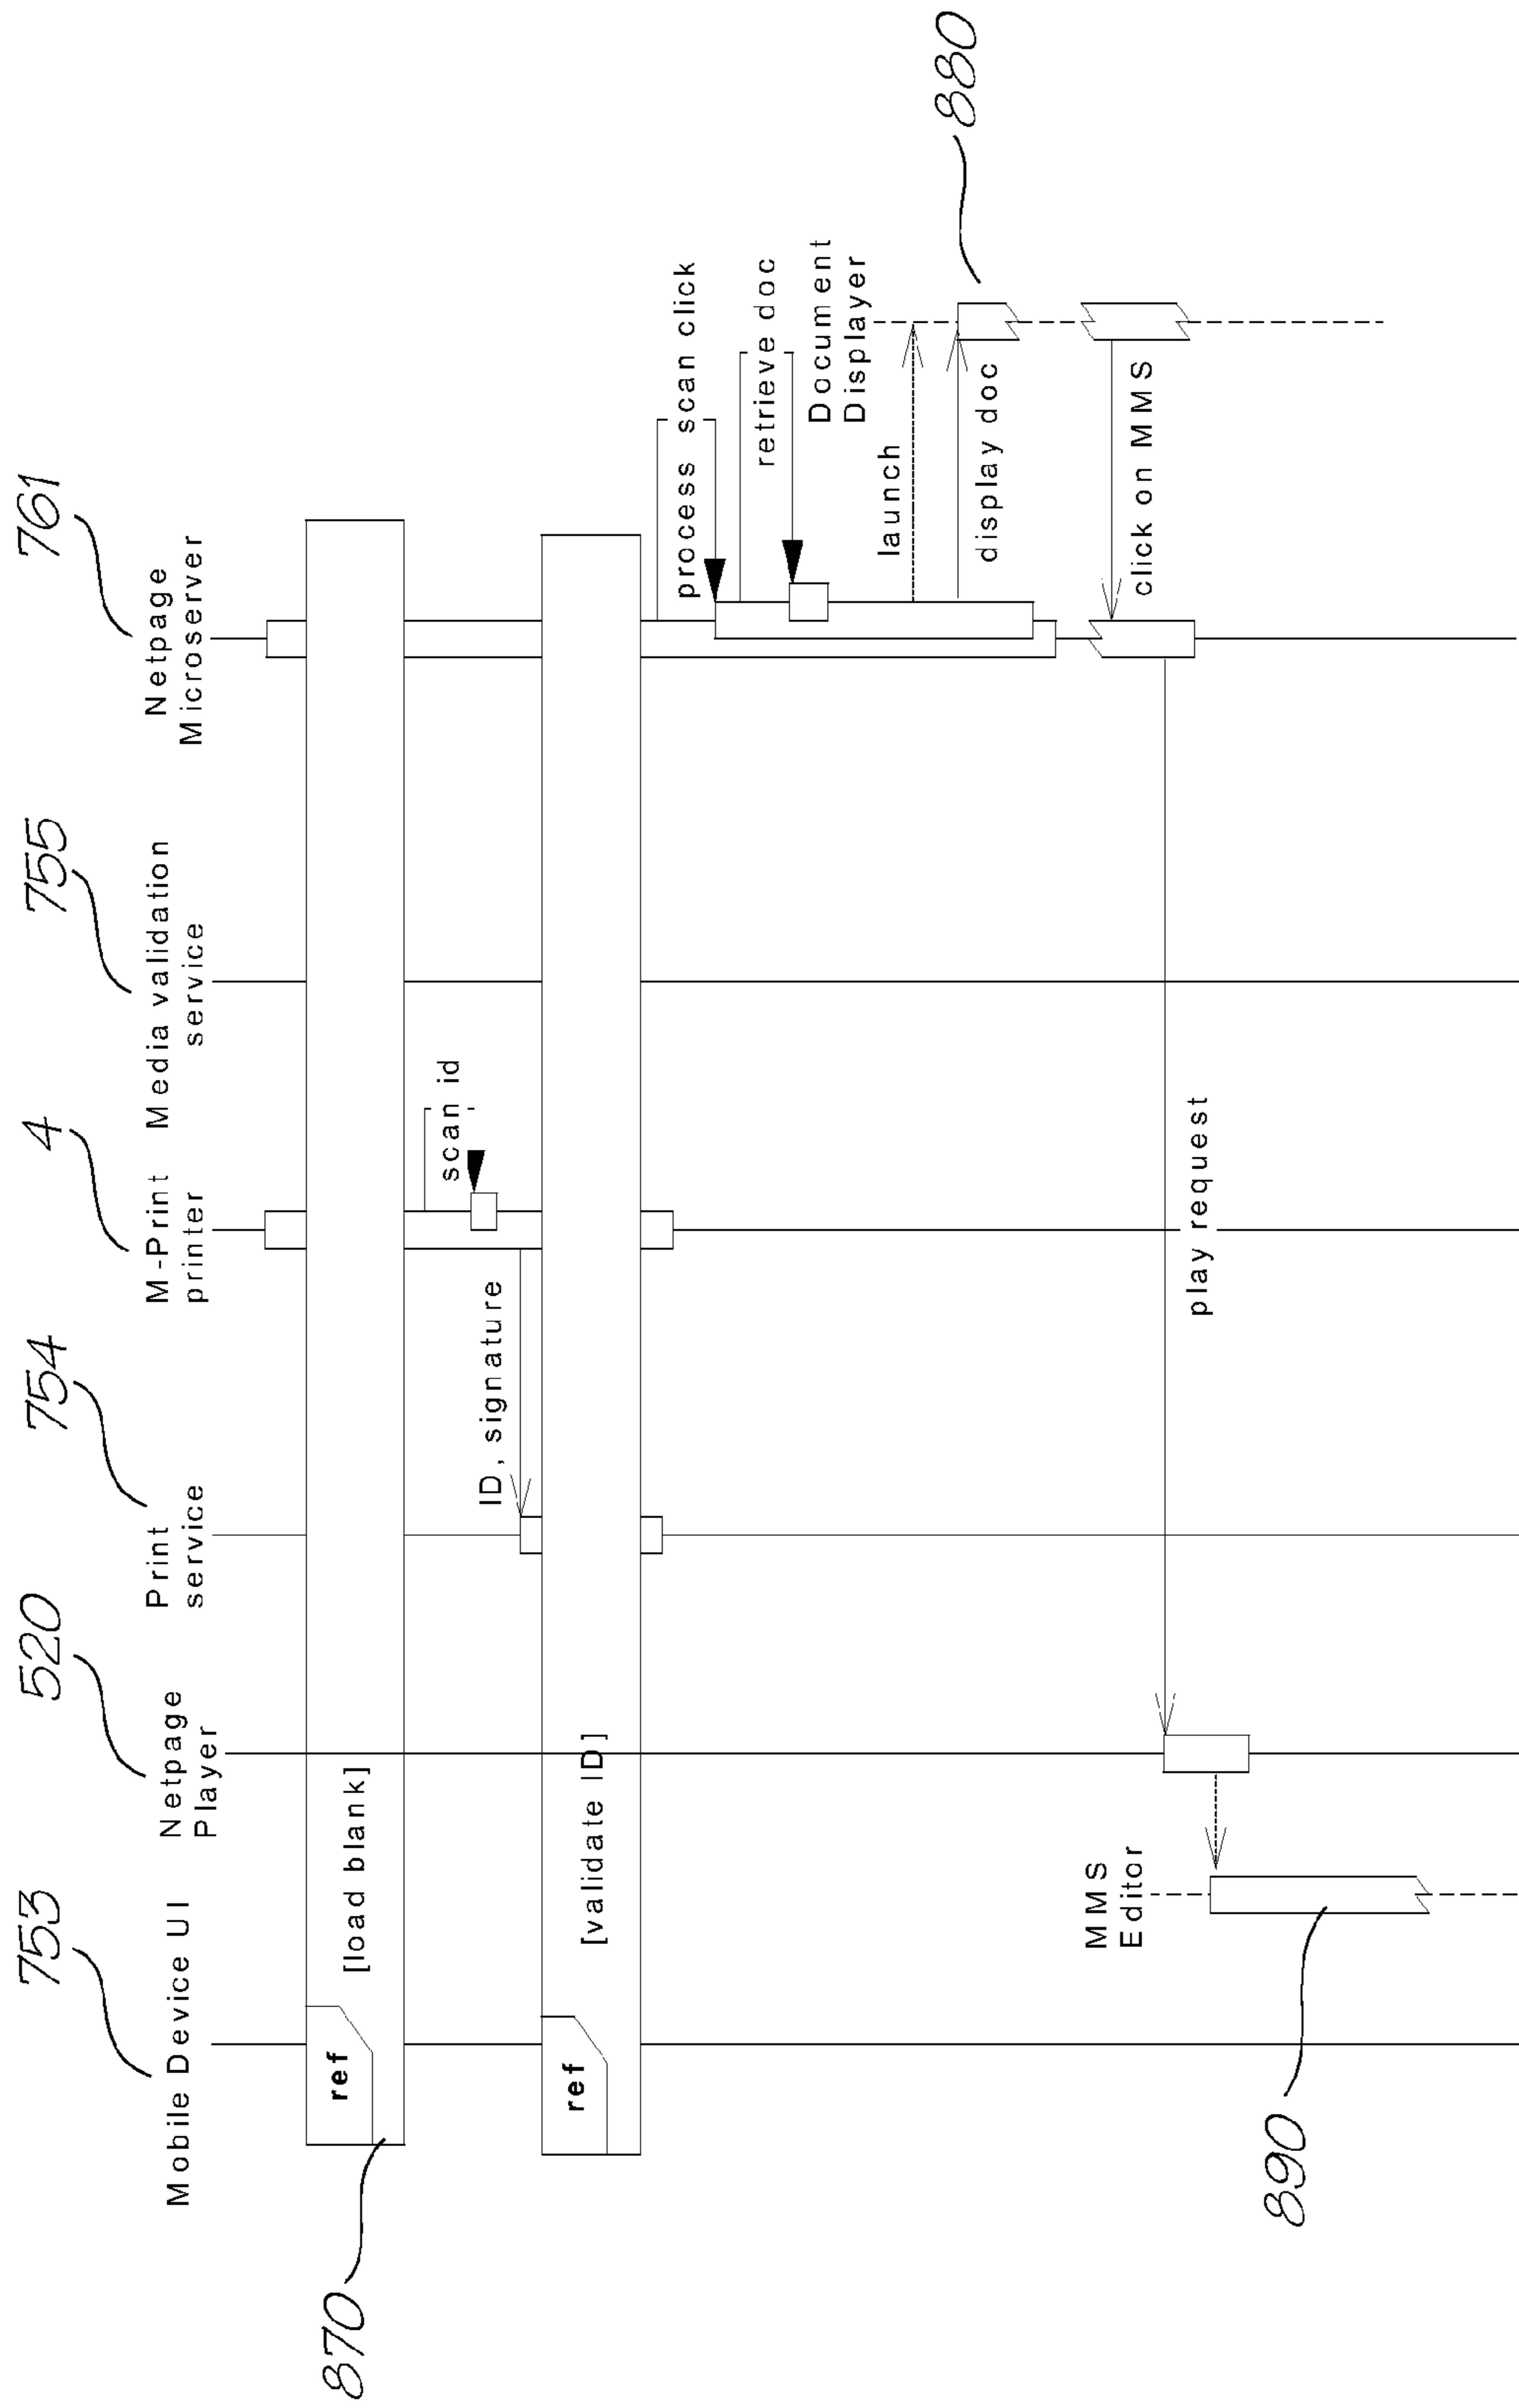 753
520
754
4
755
761
Mobile Device UI
Netpage
Player
Print
service
M-Print
printer
Media validation
service
Netpage
Microserver
870
ref
[load blank]
scan id
ID, signature
ref
[validate ID]
process scan click
retrieve doc
Document
Displayer
launch
880
display doc
click on MMS
play request
MMS
Editor
890